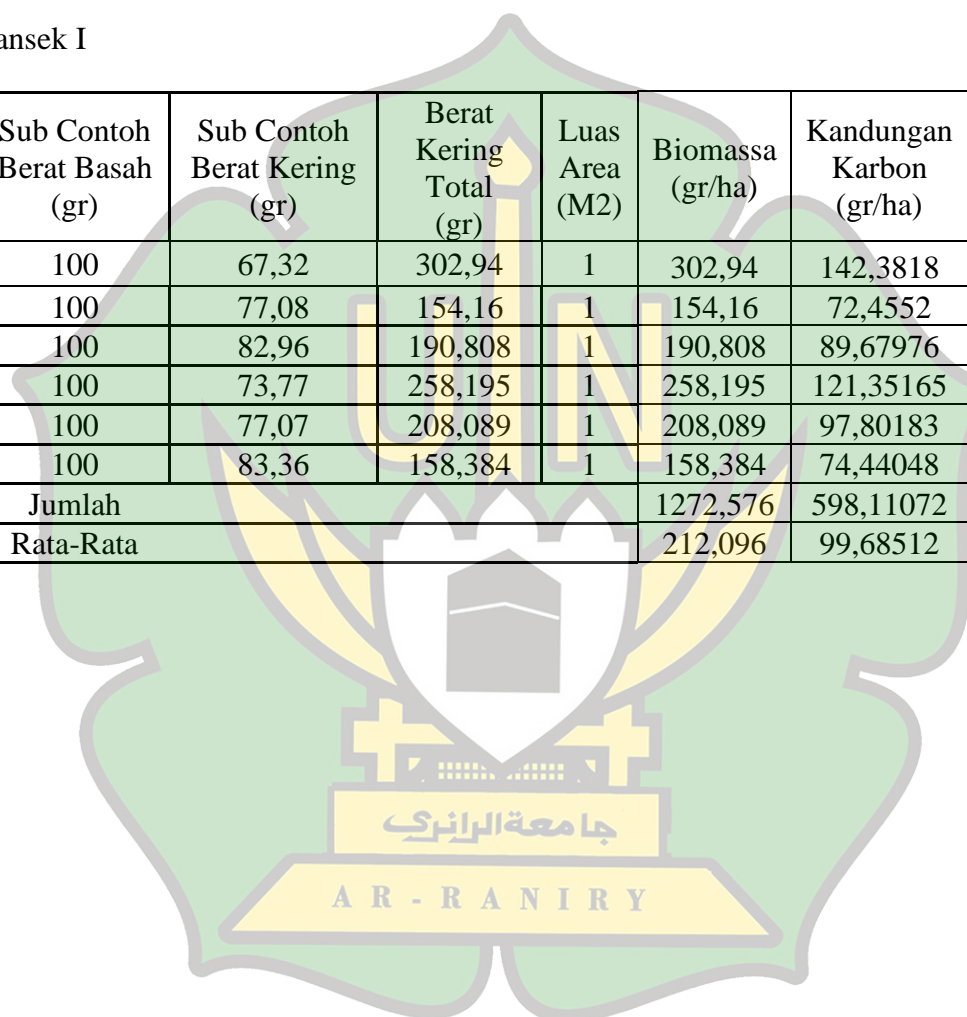 ansek I
Sub Contoh Berat Basah (gr) Sub Contoh Berat Kering (gr) Berat Kering Total (gr) Luas Area (M2) Biomassa (gr/ha) Kandungan Karbon (gr/ha)
100 67,32 302,94 1 302,94 142,3818
100 77,08 154,16 1 154,16 72,4552
100 82,96 190,808 1 190,808 89,67976
100 73,77 258,195 1 258,195 121,35165
100 77,07 208,089 1 208,089 97,80183
100 83,36 158,384 1 158,384 74,44048
Jumlah 1272,576 598,11072
Rata-Rata 212,096 99,68512
UIN
جامعةالرانري
AR-RANIRY